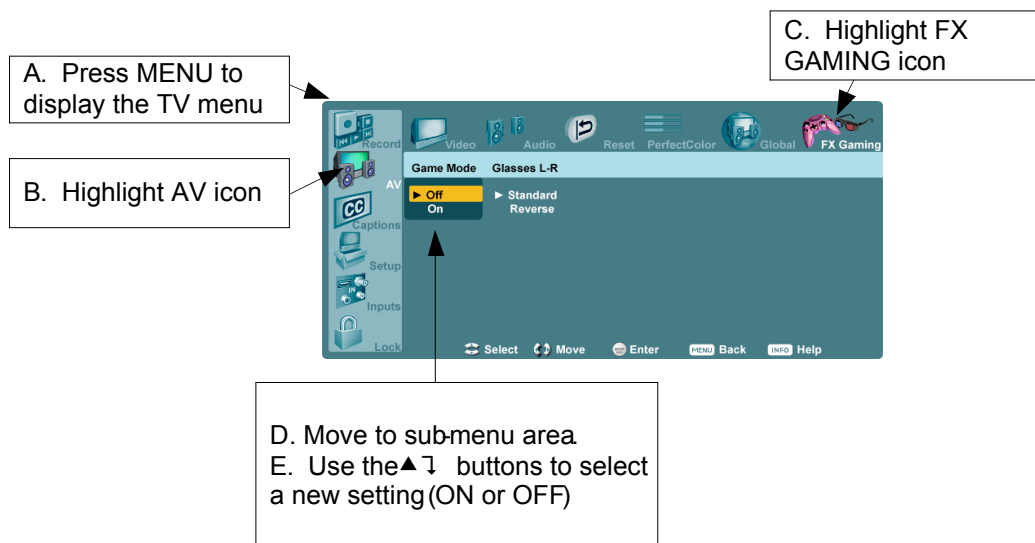 C. Highlight FX
GAMING icon
A. Press MENU to
display the TV menu
B. Highlight AV icon
Record
Video
Audio
Reset
PerfectColor
Global
FX Gaming
AV
Game Mode
Glasses L-R
► Off
► Standard
On
Reverse
CC
Captions
Setup
IN
Inputs
Lock
Select
Move
Enter
MENU Back
INFO Help
D. Move to sub-menu area.
E. Use the▲ buttons to select
a new setting (ON or OFF)